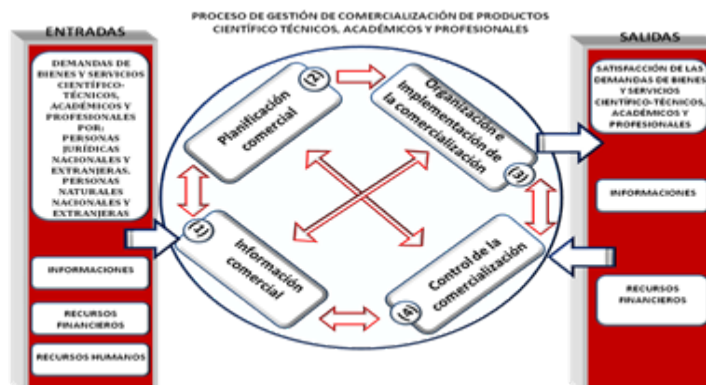 PROCESO DE GESTIÓN DE COMERCIALIZACIÓN DE PRODUCTOS
CIENTÍFICO TÉCNICOS, ACADÉMICOS Y PROFESIONALES
ENTRADAS
DEMANDAS DE
BIENES Y SERVICIOS
CIENTÍFICO-
TÉCNICOS,
ACADÉMICOS Y
PROFESIONALES
POR:
PERSONAS
JURÍDICAS
NACIONALES Y
EXTRANJERAS.
PERSONAS
NATURALES
NACIONALES Y
EXTRANJERAS
INFORMACIONES
RECURSOS
FINANCIEROS
RECURSOS HUMANOS
(1)
Información
comercial
(2)
Planificación
comercial
Organización e
implementación de
la comercialización
(3)
Control de la
comercialización
(4)
SALIDAS
SATISFACCIÓN DE LAS
DEMANDAS DE BIENES
Y SERVICIOS
CIENTÍFICO-TÉCNICOS,
ACADÉMICOS Y
PROFESIONALES
INFORMACIONES
RECURSOS
FINANCIEROS